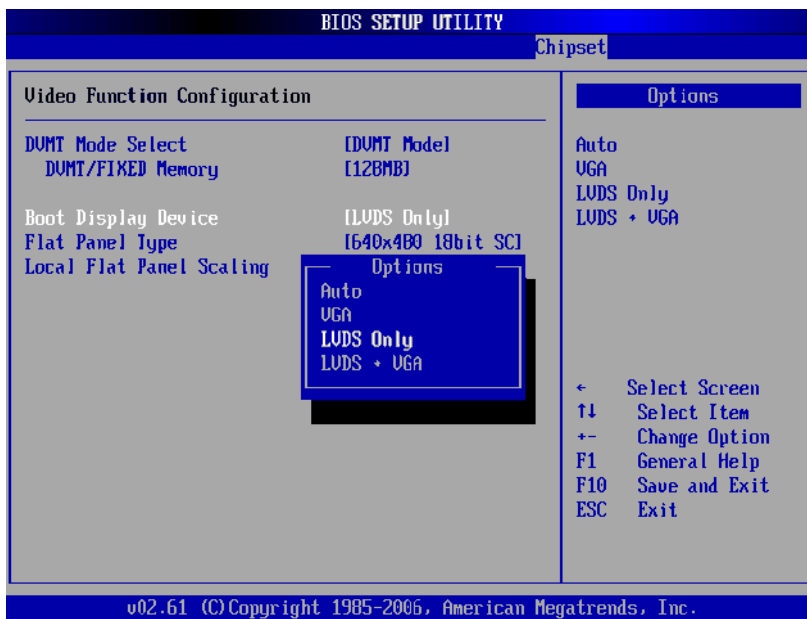 BIOS SETUP UTILITY
Chipset
Video Function Configuration
DVMT Mode Select [DVMT Mode]
DVMT/FIXED Memory [128MB]
Boot Display Device [LVDS Only]
Flat Panel Type [640x480 18bit SC]
Local Flat Panel Scaling
Options
Auto
VGA
LVDS Only
LVDS + VGA
Options
Auto
VGA
LVDS Only
LVDS + VGA
← Select Screen
↑↓ Select Item
+- Change Option
F1 General Help
F10 Save and Exit
ESC Exit
v02.61 (C)Copyright 1985-2006, American Megatrends, Inc.